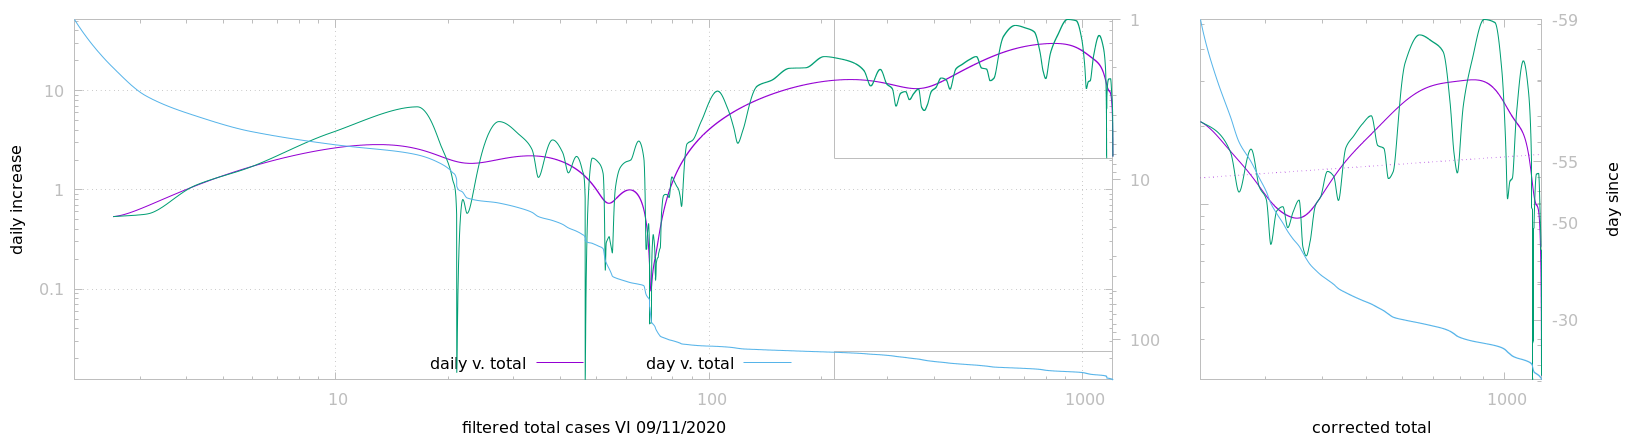 1
-59
10
daily increase
-55
10
1
-50
day since
0.1
-30
100
daily v. total
day v. total
10
100
1000
1000
filtered total cases VI 09/11/2020
corrected total